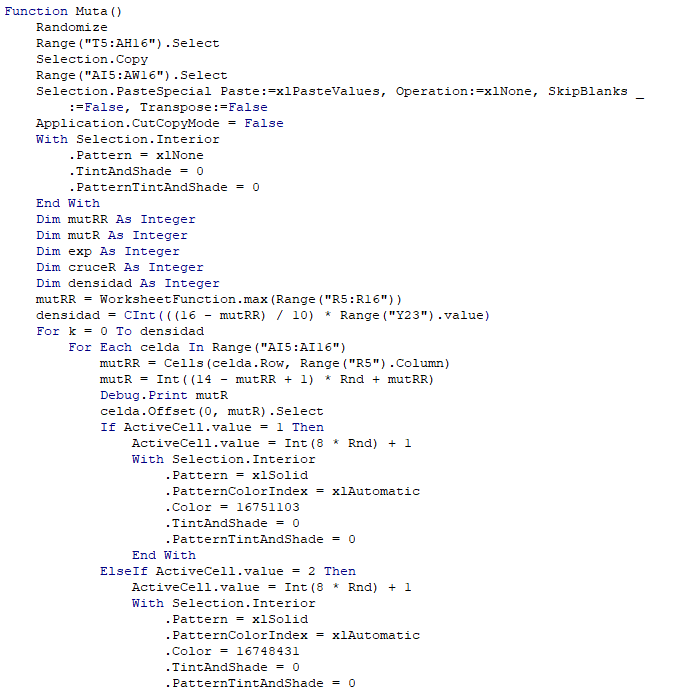 Function Muta()
    Randomize
    Range("T5:AH16").Select
    Selection.Copy
    Range("AI5:AW16").Select
    Selection.PasteSpecial Paste:=xlPasteValues, Operation:=xlNone, SkipBlanks _
        :=False, Transpose:=False
    Application.CutCopyMode = False
    With Selection.Interior
        .Pattern = xlNone
        .TintAndShade = 0
        .PatternTintAndShade = 0
    End With
    Dim mutRR As Integer
    Dim mutR As Integer
    Dim exp As Integer
    Dim cruceR As Integer
    Dim densidad As Integer
    mutRR = WorksheetFunction.max(Range("R5:R16"))
    densidad = CInt(((16 - mutRR) / 10) * Range("Y23").value)
    For k = 0 To densidad
        For Each celda In Range("AI5:AI16")
            mutRR = Cells(celda.Row, Range("R5").Column)
            mutR = Int((14 - mutRR + 1) * Rnd + mutRR)
            Debug.Print mutR
            celda.Offset(0, mutR).Select
            If ActiveCell.value = 1 Then
                ActiveCell.value = Int(8 * Rnd) + 1
                With Selection.Interior
                    .Pattern = xlSolid
                    .PatternColorIndex = xlAutomatic
                    .Color = 16751103
                    .TintAndShade = 0
                    .PatternTintAndShade = 0
                End With
            ElseIf ActiveCell.value = 2 Then
                ActiveCell.value = Int(8 * Rnd) + 1
                With Selection.Interior
                    .Pattern = xlSolid
                    .PatternColorIndex = xlAutomatic
                    .Color = 16748431
                    .TintAndShade = 0
                    .PatternTintAndShade = 0